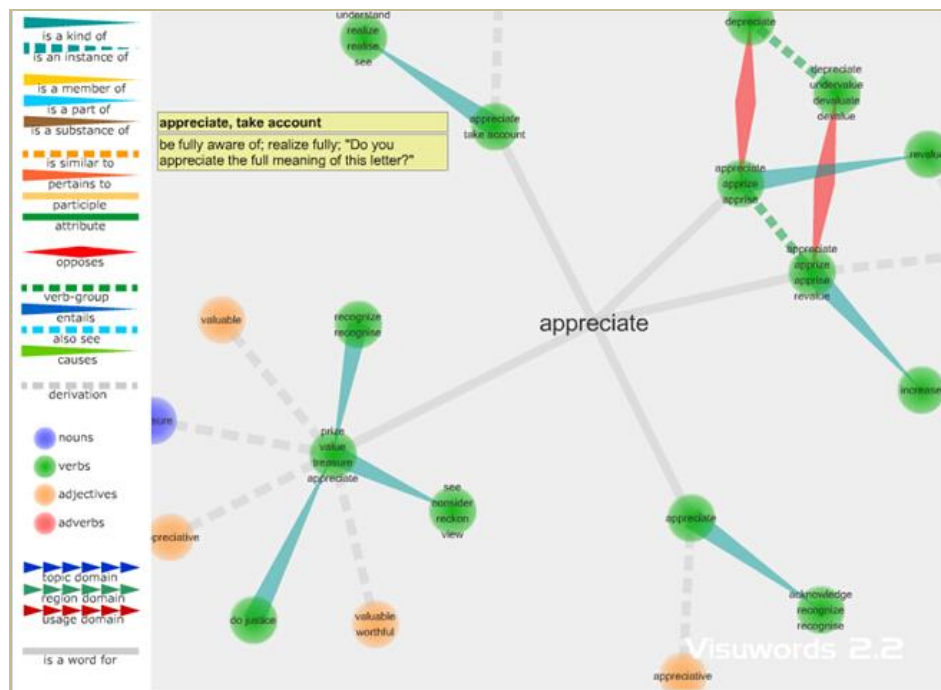 is a kind of
is an instance of
is a member of
is a part of
is a substance of
is similar to
pertains to
participle
attribute
opposes
verb-group
entails
also see
causes
derivation
nouns
verbs
adjectives
adverbs
topic domain
region domain
usage domain
is a word for
understand
realize
realise
see
appreciate
take account
appreciate, take account
be fully aware of; realize fully; "Do you
appreciate the full meaning of this letter?"
depreciate
depreciate
undervalue
devaluate
devalue
revalue
appreciate
apprize
apprise
appreciate
apprize
apprise
revalue
increase
appreciate
valuable
recognize
recognise
sure
prize
value
treasure
appreciate
see
consider
reckon
view
preciative
do justice
valuable
worthful
appreciate
acknowledge
recognize
recognise
appreciative
Visuwords 2.2